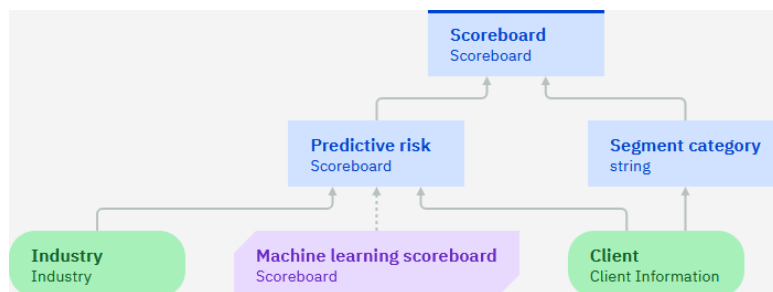 Scoreboard
Scoreboard
Predictive risk
Scoreboard
Segment category
string
Industry
Industry
Machine learning scoreboard
Scoreboard
Client
Client Information